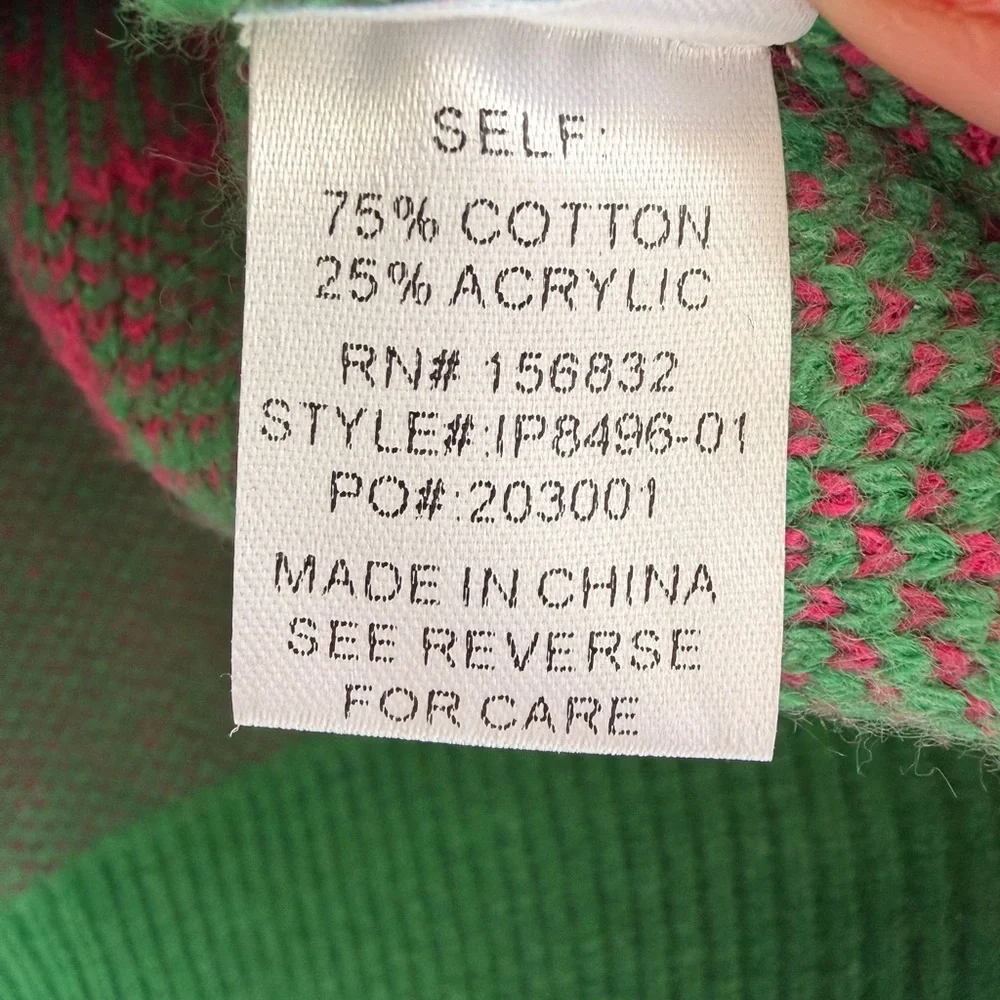 SELF:
75% COTTON
25% ACRYLIC
RN# 156832
STYLE#:IP8496-01
PO#:203001
MADE IN CHINA
SEE REVERSE
FOR CARE